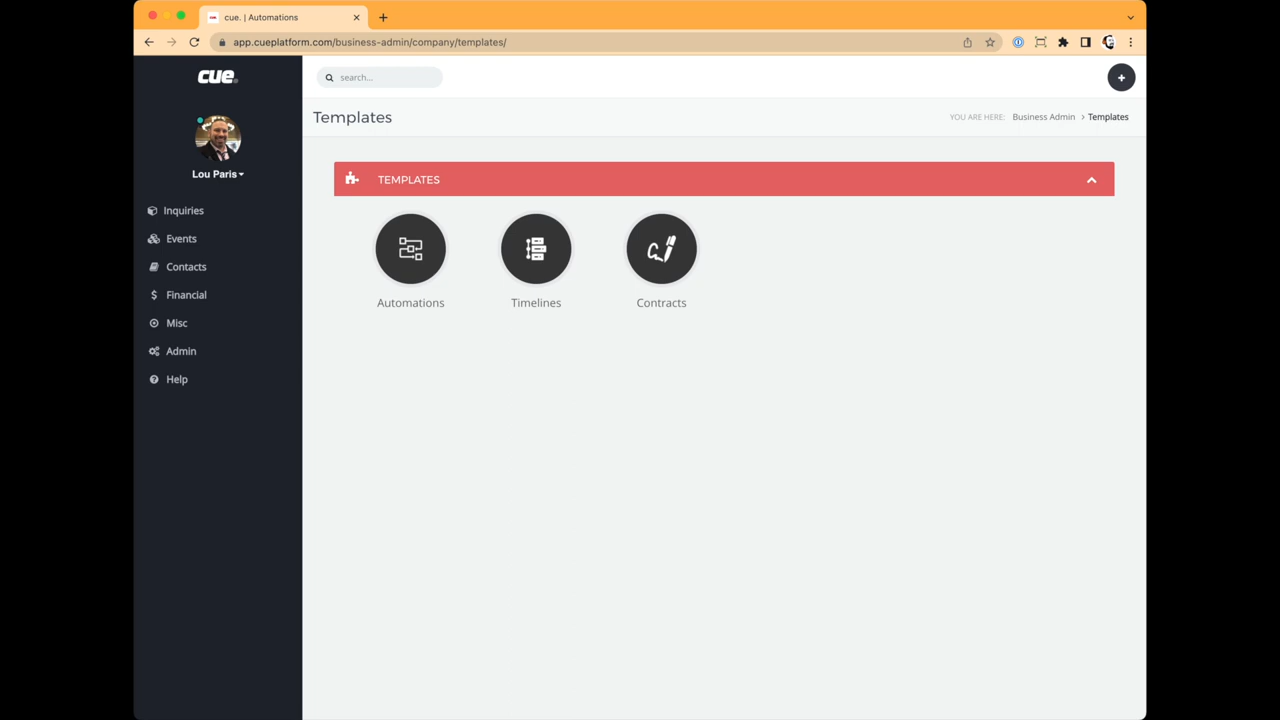 cue. | Automations
app.cueplatform.com/business-admin/company/templates/
cue
search...
Lou Paris
Inquiries
Events
Contacts
Financial
Misc
Admin
Help
Templates
YOU ARE HERE: Business Admin > Templates
TEMPLATES
Automations
Timelines
Contracts